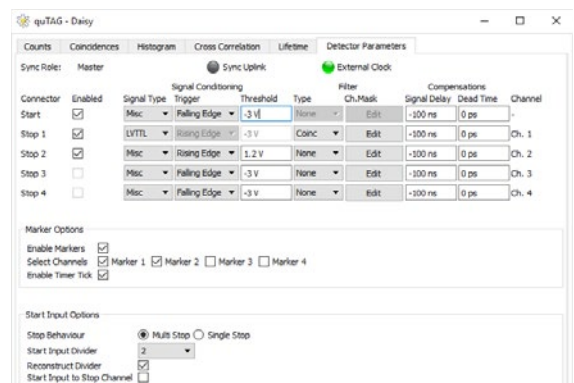 quTAG - Daisy
Counts Coincidences Histogram Cross Correlation Lifetime Detector Parameters
Sync Role: Master Sync Uplink External Clock
Signal Conditioning Filter Compensations
Connector Enabled Signal Type Trigger Threshold Type Ch.Mask Signal Delay Dead Time Channel
Start Misc Falling Edge -3 V None Edit -100 ns 0 ps -
Stop 1 LVTTL Rising Edge -3 V Coinc Edit -100 ns 0 ps Ch. 1
Stop 2 Misc Rising Edge 1.2 V None Edit -100 ns 0 ps Ch. 2
Stop 3 Misc Falling Edge -3 V None Edit -100 ns 0 ps Ch. 3
Stop 4 Misc Falling Edge -3 V None Edit -100 ns 0 ps Ch. 4
Marker Options
Enable Markers
Select Channels Marker 1 Marker 2 Marker 3 Marker 4
Enable Timer Tick
Start Input Options
Stop Behaviour Multi Stop Single Stop
Start Input Divider 2
Reconstruct Divider
Start Input to Stop Channel